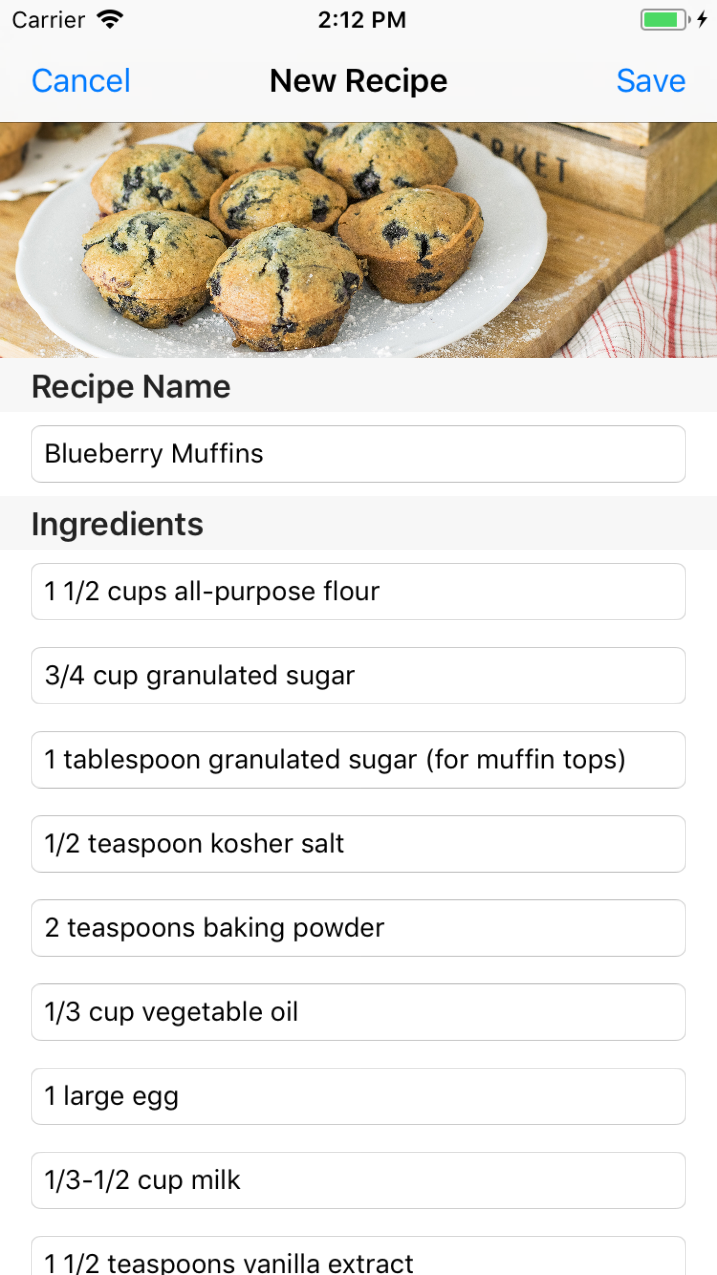 Carrier
2:12 PM
Cancel
New Recipe
Save
RKET
Recipe Name
Blueberry Muffins
Ingredients
1 1/2 cups all-purpose flour
3/4 cup granulated sugar
1 tablespoon granulated sugar (for muffin tops)
1/2 teaspoon kosher salt
2 teaspoons baking powder
1/3 cup vegetable oil
1 large egg
1/3-1/2 cup milk
1 1/2 teaspoons vanilla extract